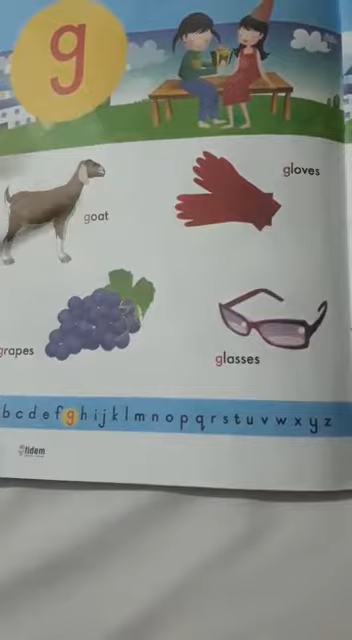 g
gloves
goat
grapes
glasses
b c d e f g h i j k l m n o p q r s t u v w x y z
fidem